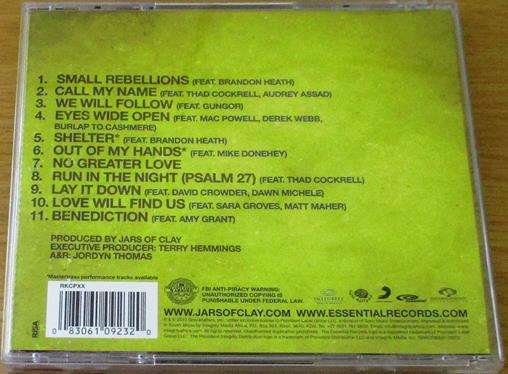 1. SMALL REBELLIONS (FEAT. BRANDON HEATH)
2. CALL MY NAME (FEAT. THAD COCKRELL, AUDREY ASSAD)
3. WE WILL FOLLOW (FEAT. GUNGOR)
4. EYES WIDE OPEN (FEAT. MAC POWELL, DEREK WEBB,
BURLAP TO CASHMERE)
5. SHELTER* (FEAT. BRANDON HEATH)
6. OUT OF MY HANDS* (FEAT. MIKE DONEHEY)
7. NO GREATER LOVE
8. RUN IN THE NIGHT (PSALM 27) (FEAT. THAD COCKRELL)
9. LAY IT DOWN (FEAT. DAVID CROWDER, DAWN MICHELE)
10. LOVE WILL FIND US (FEAT. SARA GROVES, MATT MAHER)
11. BENEDICTION (FEAT. AMY GRANT)
PRODUCED BY JARS OF CLAY
EXECUTIVE PRODUCER: TERRY HEMMINGS
A&R: JORDYN THOMAS
*Mastertrax performance tracks available
RKCPXX
RISA
0 83061 09232 0
FBI ANTI-PIRACY WARNING:
UNAUTHORIZED COPYING IS
PUNISHABLE UNDER FEDERAL LAW.
WWW.JARSOFCLAY.COM WWW.ESSENTIALRECORDS.COM